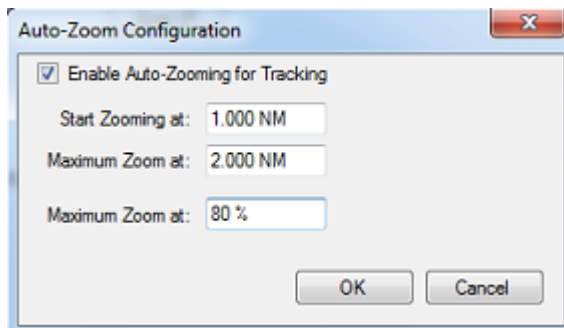 Auto-Zoom Configuration
Enable Auto-Zooming for Tracking
Start Zooming at: 1.000 NM
Maximum Zoom at: 2.000 NM
Maximum Zoom at: 80 %
OK Cancel